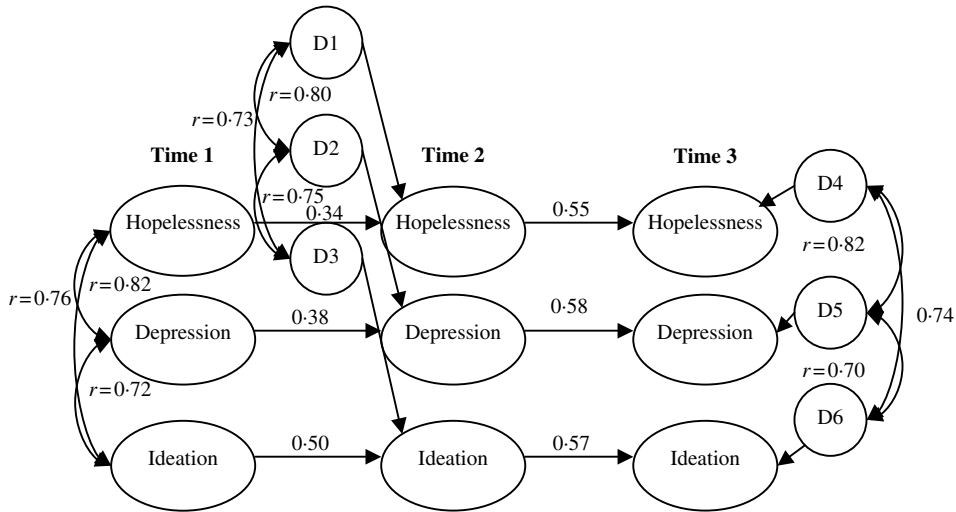 D1
r=0·80
r=0·73
D2
Time 1
Time 2
Time 3
D4
r=0·75
Hopelessness
0·34
Hopelessness
0·55
Hopelessness
D3
r=0·82
r=0·76
r=0·82
D5
0·74
Depression
0·38
Depression
0·58
Depression
r=0·72
r=0·70
D6
Ideation
0·50
Ideation
0·57
Ideation